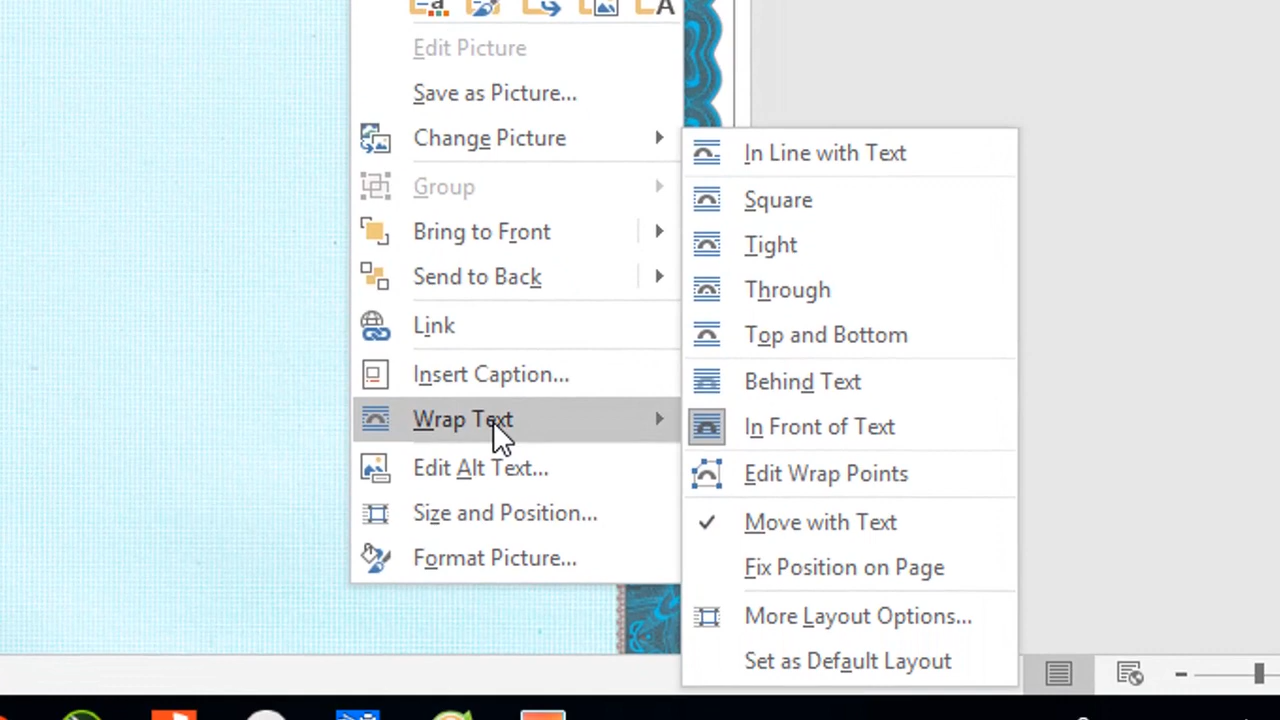 Edit Picture
Save as Picture...
Change Picture
Group
Bring to Front
Send to Back
Link
Insert Caption...
Wrap Text
Edit Alt Text...
Size and Position...
Format Picture...
In Line with Text
Square
Tight
Through
Top and Bottom
Behind Text
In Front of Text
Edit Wrap Points
Move with Text
Fix Position on Page
More Layout Options...
Set as Default Layout